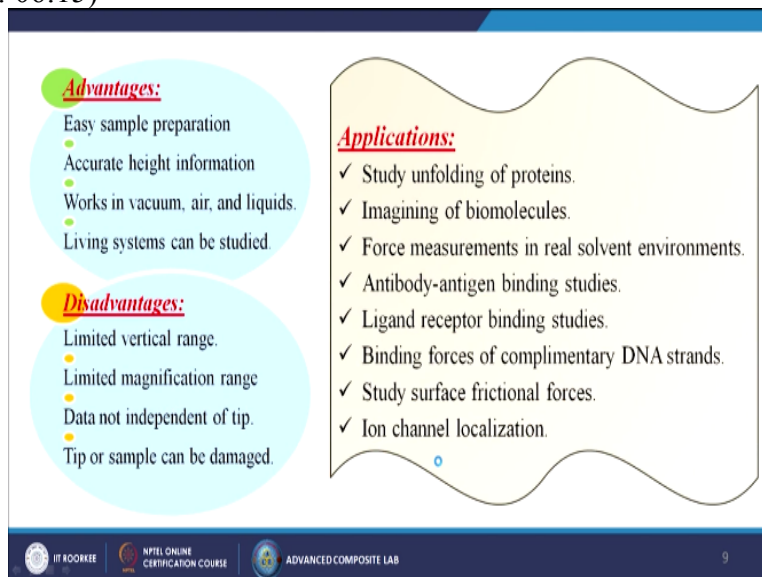 : 00:15)
Advantages:
Easy sample preparation
Accurate height information
Works in vacuum, air, and liquids.
Living systems can be studied.
Disadvantages:
Limited vertical range.
Limited magnification range
Data not independent of tip.
Tip or sample can be damaged.
Applications:
✓ Study unfolding of proteins.
✓ Imagining of biomolecules.
✓ Force measurements in real solvent environments.
✓ Antibody-antigen binding studies.
✓ Ligand receptor binding studies.
✓ Binding forces of complimentary DNA strands.
✓ Study surface frictional forces.
✓ Ion channel localization.
IIT ROORKEE
NPTEL ONLINE
CERTIFICATION COURSE
ADVANCED COMPOSITE LAB
9